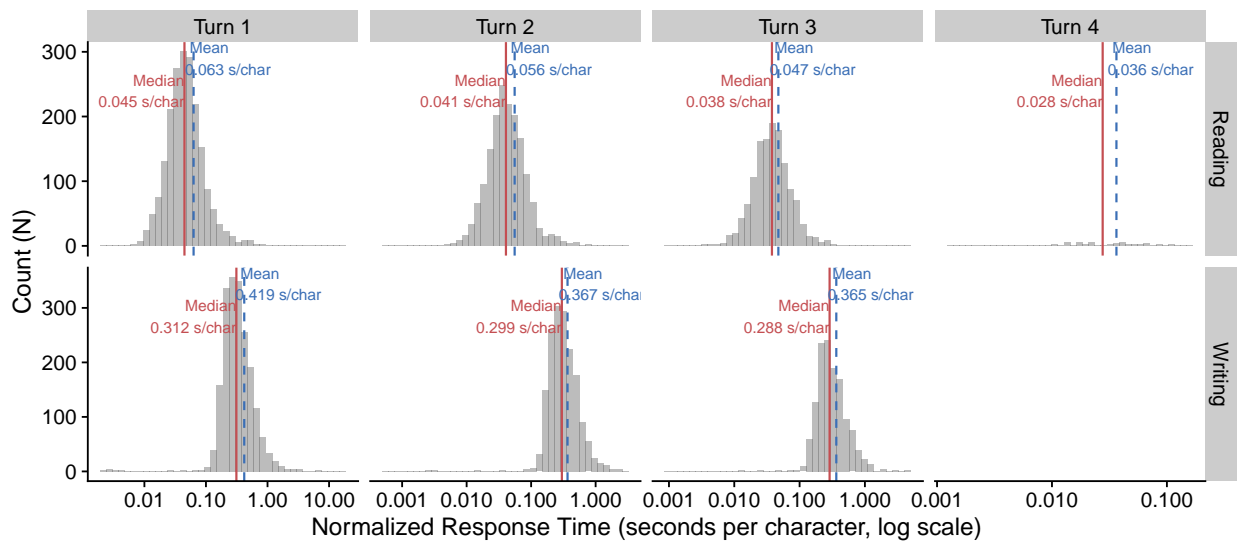 Turn 1 Turn 2 Turn 3 Turn 4
Mean Mean Mean Mean
0.063 s/char 0.056 s/char 0.047 s/char 0.036 s/char
Median Median Median Median
0.045 s/char 0.041 s/char 0.038 s/char 0.028 s/char
300
200
100
0
Reading
Count (N)
Mean Mean Mean
0.419 s/char 0.367 s/char 0.365 s/char
Median Median Median
0.312 s/char 0.299 s/char 0.288 s/char
300
200
100
0
Writing
0.01 0.10 1.00 10.00 0.001 0.010 0.100 1.000 0.001 0.010 0.100 1.000 0.001 0.010 0.100
Normalized Response Time (seconds per character, log scale)